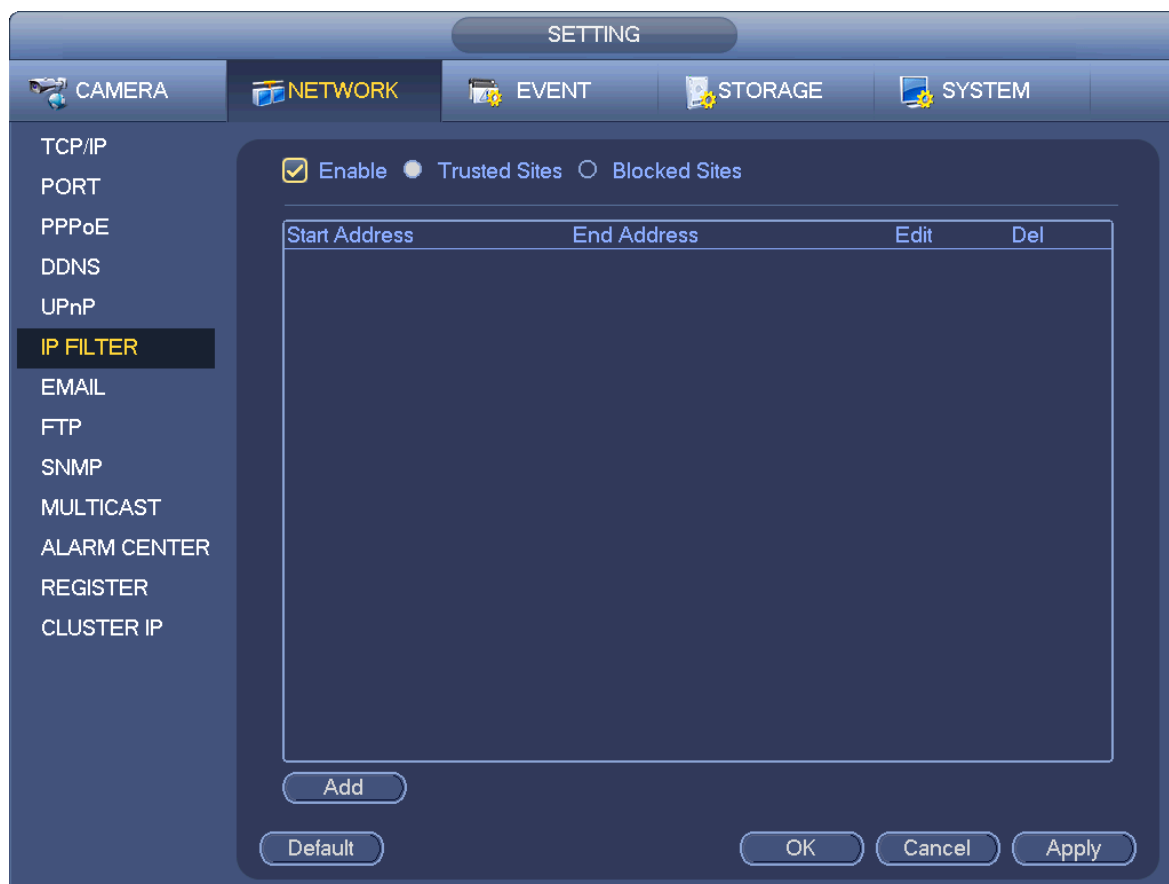 SETTING
CAMERA NETWORK EVENT STORAGE SYSTEM
TCP/IP
PORT
PPPoE
DDNS
UPnP
IP FILTER
EMAIL
FTP
SNMP
MULTICAST
ALARM CENTER
REGISTER
CLUSTER IP
Enable Trusted Sites Blocked Sites
Start Address End Address Edit Del
Add
Default OK Cancel Apply